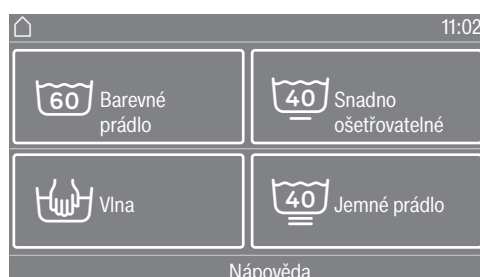 11:02
60 Barevné
prádlo
40 Snadno
ošetřovatelné
Vlna
40 Jemné prádlo
Nápověda